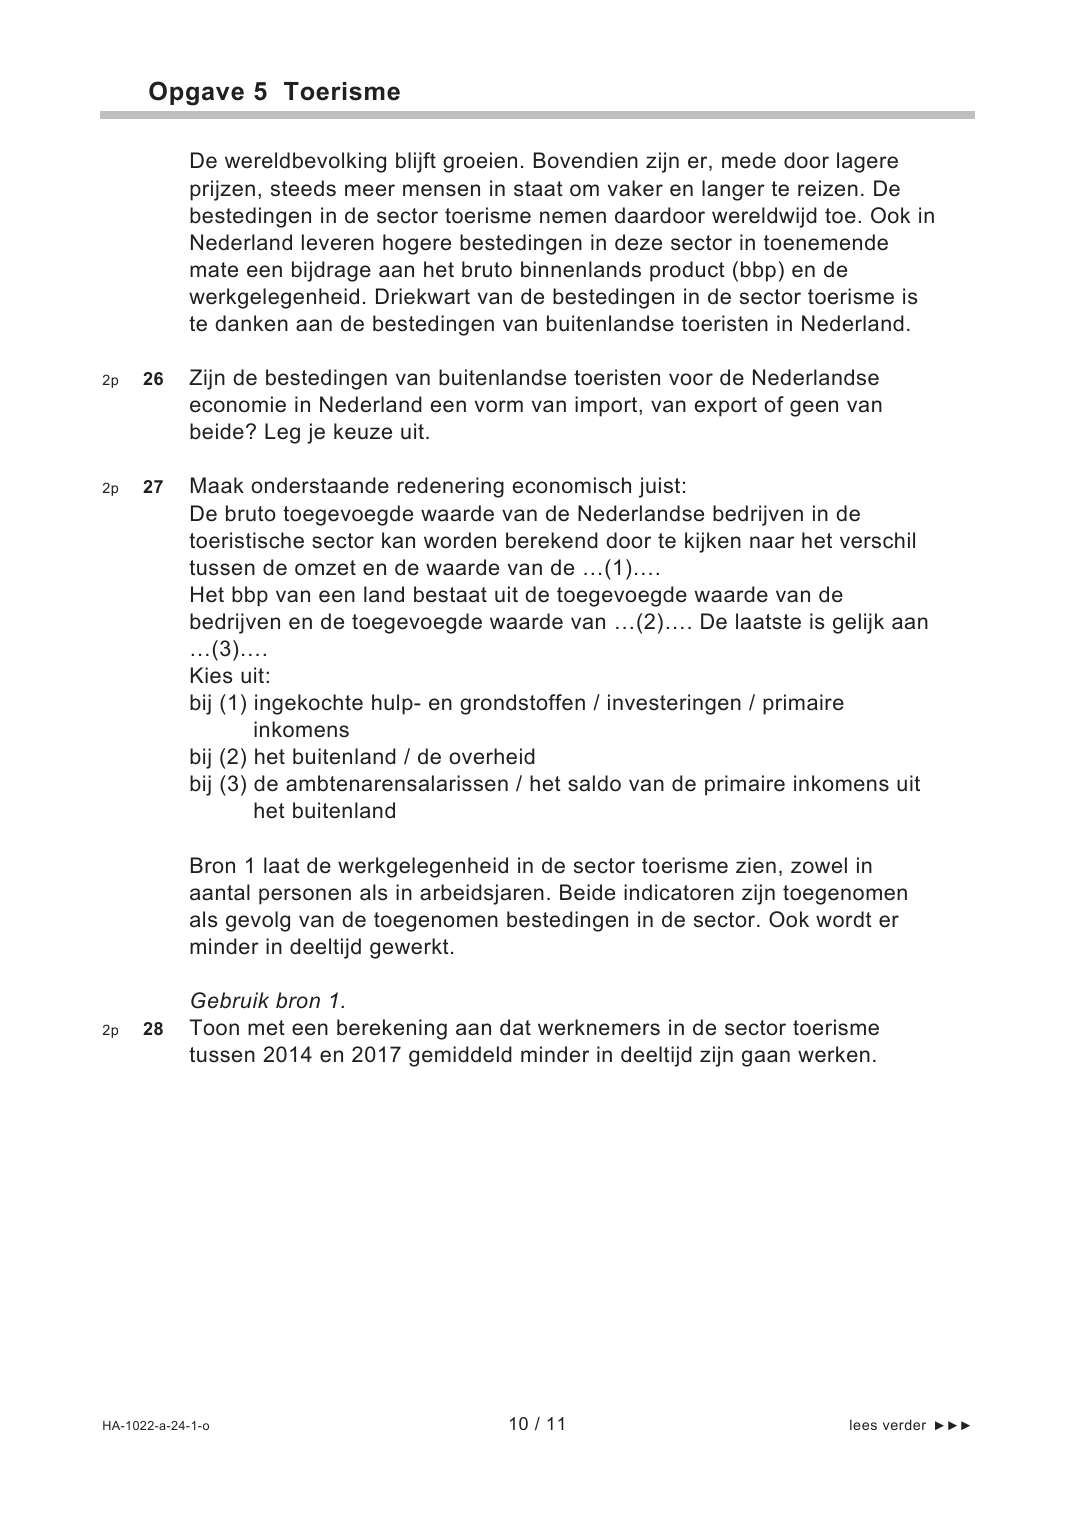 Opgave 5 Toerisme
De wereldbevolking blijft groeien. Bovendien zijn er, mede door lagere
prijzen, steeds meer mensen in staat om vaker en langer te reizen. De
bestedingen in de sector toerisme nemen daardoor wereldwijd toe. Ook in
Nederland leveren hogere bestedingen in deze sector in toenemende
mate een bijdrage aan het bruto binnenlands product (bbp) en de
werkgelegenheid. Driekwart van de bestedingen in de sector toerisme is
te danken aan de bestedingen van buitenlandse toeristen in Nederland.
2p 26 Zijn de bestedingen van buitenlandse toeristen voor de Nederlandse
economie in Nederland een vorm van import, van export of geen van
beide? Leg je keuze uit.
2p 27 Maak onderstaande redenering economisch juist:
De bruto toegevoegde waarde van de Nederlandse bedrijven in de
toeristische sector kan worden berekend door te kijken naar het verschil
tussen de omzet en de waarde van de …(1)….
Het bbp van een land bestaat uit de toegevoegde waarde van de
bedrijven en de toegevoegde waarde van …(2)…. De laatste is gelijk aan
…(3)….
Kies uit:
bij (1) ingekochte hulp- en grondstoffen / investeringen / primaire
inkomens
bij (2) het buitenland / de overheid
bij (3) de ambtenarensalarissen / het saldo van de primaire inkomens uit
het buitenland
Bron 1 laat de werkgelegenheid in de sector toerisme zien, zowel in
aantal personen als in arbeidsjaren. Beide indicatoren zijn toegenomen
als gevolg van de toegenomen bestedingen in de sector. Ook wordt er
minder in deeltijd gewerkt.
Gebruik bron 1.
2p 28 Toon met een berekening aan dat werknemers in de sector toerisme
tussen 2014 en 2017 gemiddeld minder in deeltijd zijn gaan werken.
HA-1022-a-24-1-o 10 / 11 lees verder ►►►